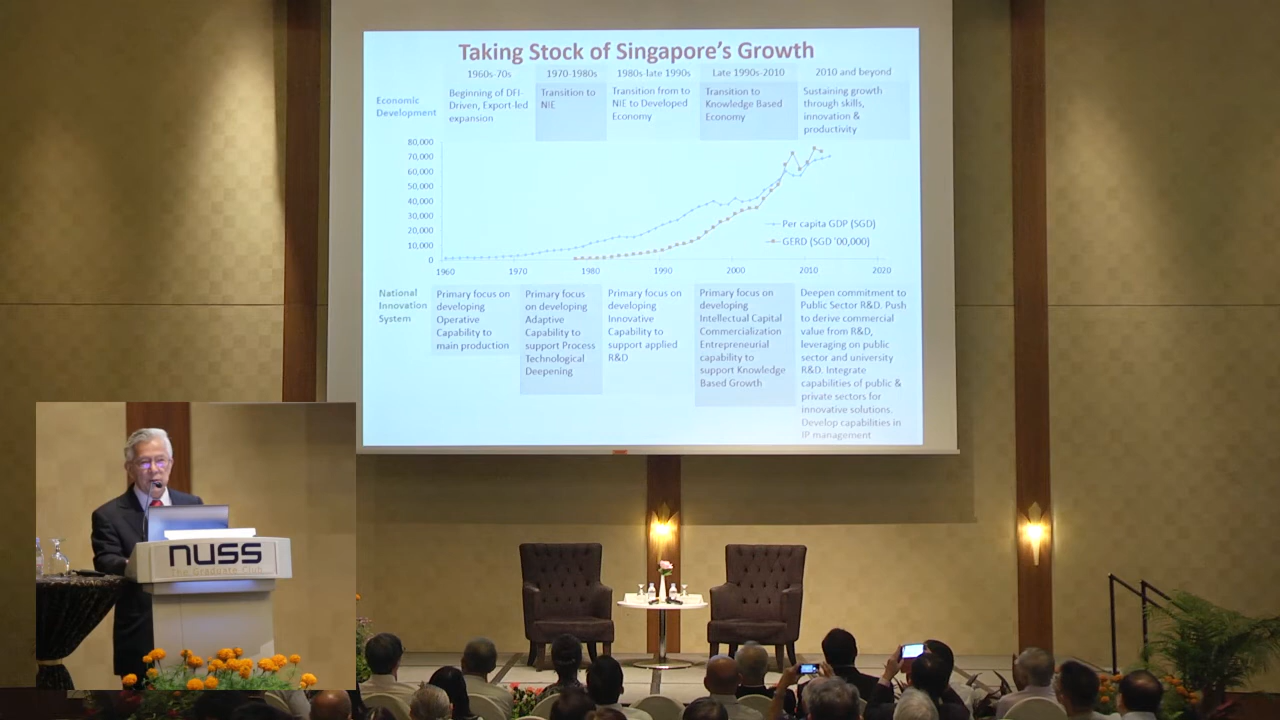 Taking Stock of Singapore's Growth
1960s-70s
1970-1980s
1980s-late 1990s
Late 1990s-2010
2010 and beyond
Economic
Development
Beginning of DFI-
Driven, Export-led
expansion
Transition to
NIE
Transition from to
NIE to Developed
Economy
Transition to
Knowledge Based
Economy
Sustaining growth
through skills,
innovation &
productivity
80,000
70,000
60,000
50,000
40,000
30,000
20,000
10,000
0
1960
1970
1980
1990
2000
2010
2020
Per capita GDP (SGD)
GERD (SGD '00,000)
National
Innovation
System
Primary focus on
developing
Operative
Capability to
main production
Primary focus
on developing
Adaptive
Capability to
support Process
Technological
Deepening
Primary focus on
developing
Innovative
Capability to
support applied
R&D
Primary focus on
developing
Intellectual Capital
Commercialization
Entrepreneurial
capability to
support Knowledge
Based Growth
Deepen commitment to
Public Sector R&D. Push
to derive commercial
value from R&D,
leveraging on public
sector and university
R&D. Integrate
capabilities of public &
private sectors for
innovative solutions.
Develop capabilities in
IP management
nuss
The Graduate Club